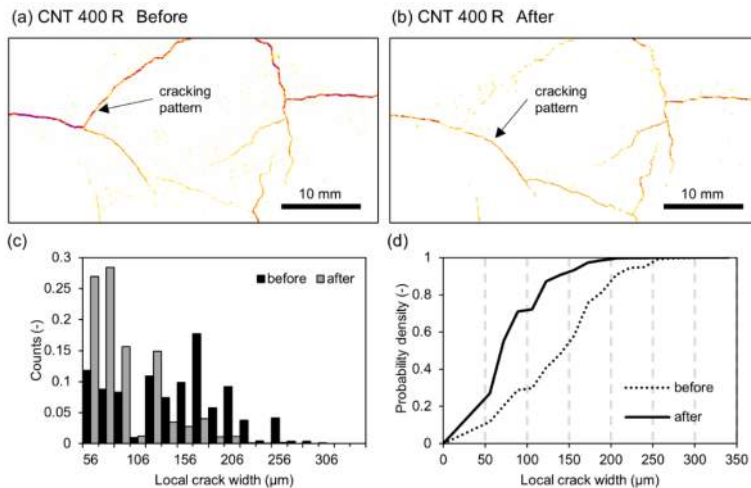 (a) CNT 400 R Before
(b) CNT 400 R After
cracking
pattern
10 mm
cracking
pattern
10 mm
(c)
0.3
0.25
0.2
0.15
0.1
0.05
0
Counts (-)
before
after
56
106
156
206
256
306
Local crack width (µm)
(d)
1
0.8
0.6
0.4
0.2
0
Probability density (-)
before
after
0
50
100
150
200
250
300
350
Local crack width (µm)